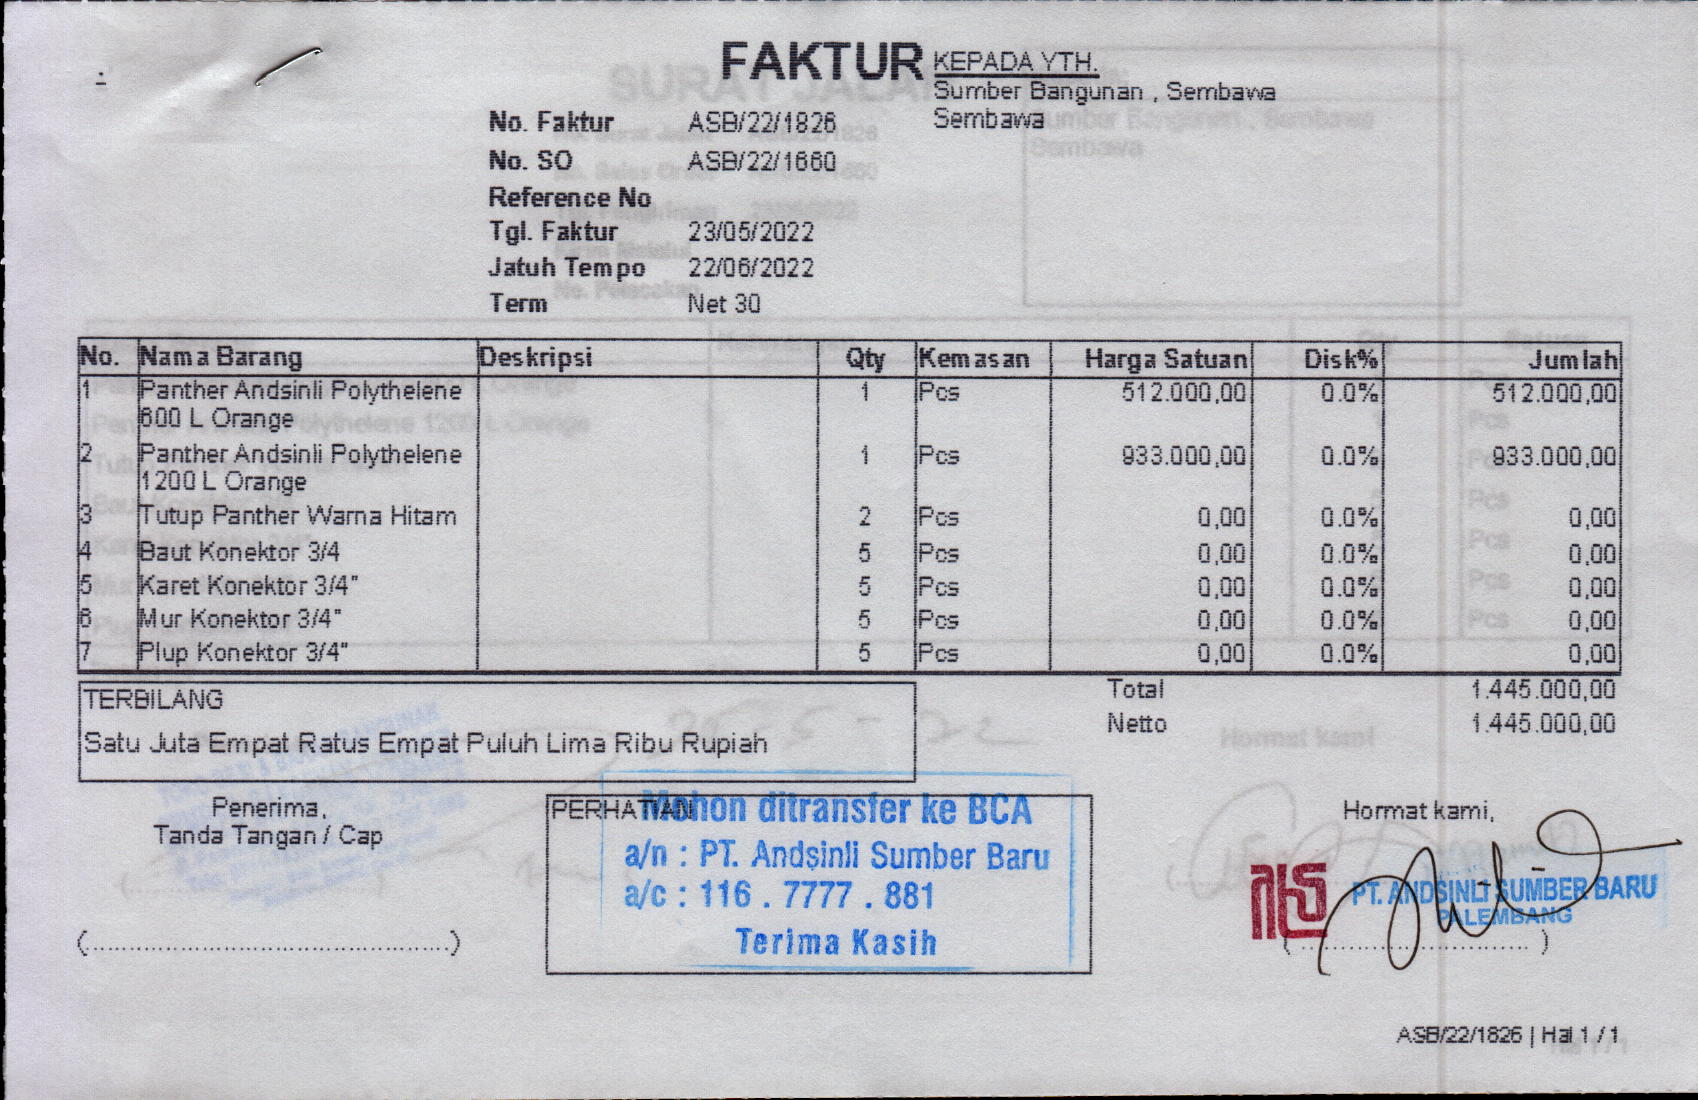 FAKTUR
KEPADA YTH.
Sumber Bangunan , Sembawa
Sembawa
No. Faktur ASB/22/1826
No. SO ASB/22/1660
Reference No
Tgl. Faktur 23/05/2022
Jatuh Tempo 22/06/2022
Term Net 30
No. Nama Barang Deskripsi Qty Kemasan Harga Satuan Disk% Jumlah
1 Panther Andsinli Polythelene 1 Pcs 512.000,00 0.0% 512.000,00
600 L Orange
2 Panther Andsinli Polythelene 1 Pcs 933.000,00 0.0% 933.000,00
1200 L Orange
3 Tutup Panther Warna Hitam 2 Pcs 0,00 0.0% 0,00
4 Baut Konektor 3/4 5 Pcs 0,00 0.0% 0,00
5 Karet Konektor 3/4" 5 Pcs 0,00 0.0% 0,00
6 Mur Konektor 3/4" 5 Pcs 0,00 0.0% 0,00
7 Plup Konektor 3/4" 5 Pcs 0,00 0.0% 0,00
Total 1.445.000,00
Netto 1.445.000,00
TERBILANG
Satu Juta Empat Ratus Empat Puluh Lima Ribu Rupiah
Penerima,
Tanda Tangan / Cap
(.................................................)
PERHATIAN
Mohon ditransfer ke BCA
a/n : PT. Andsinli Sumber Baru
a/c : 116 . 7777 . 881
Terima Kasih
Hormat kami,
PT. ANDSINLI SUMBER BARU
PALEMBANG
ASB/22/1826 | Hal 1 / 1